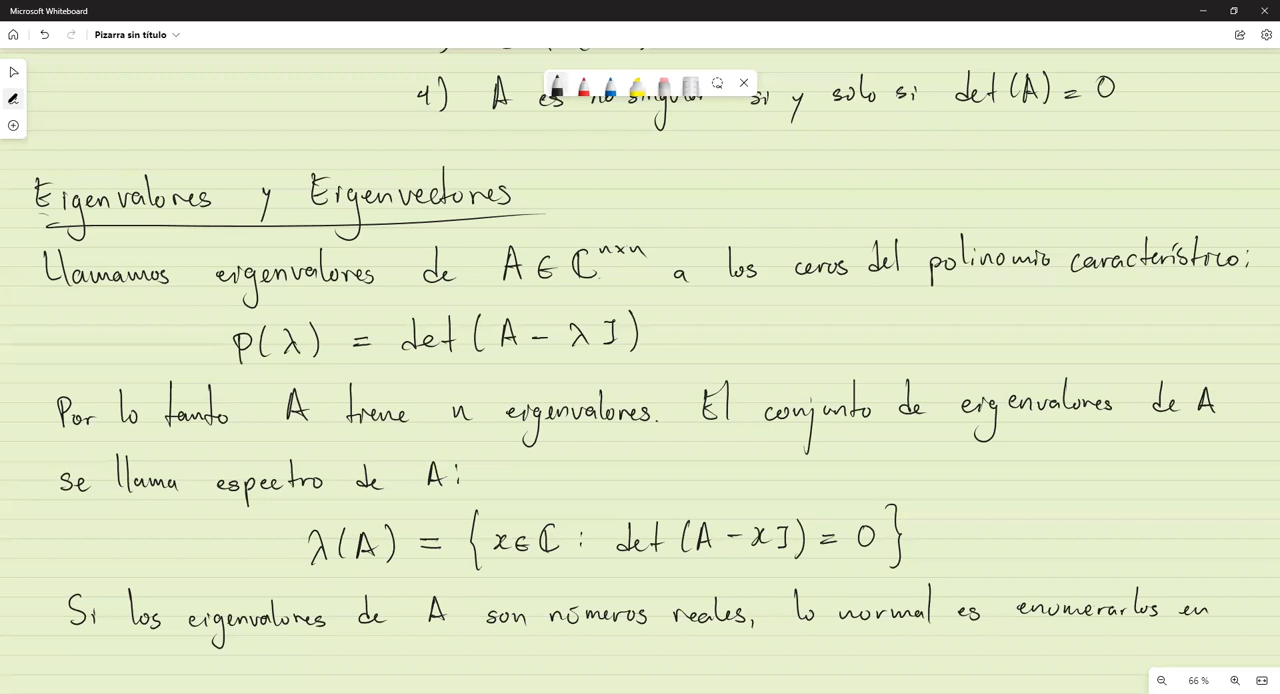 Microsoft Whiteboard
Pizarra sin título
4) A es no singular si y solo si det(A) = 0
Eigenvalores y Eigenvectores
Llamamos eigenvalores de A ∈ ℂⁿˣⁿ a los ceros del polinomio característico:
p(λ) = det(A - λI)
Por lo tanto A tiene n eigenvalores. El conjunto de eigenvalores de A
se llama espectro de A:
λ(A) = {x ∈ ℂ : det(A - xI) = 0}
Si los eigenvalores de A son números reales, lo normal es enumerarlos en
66 %